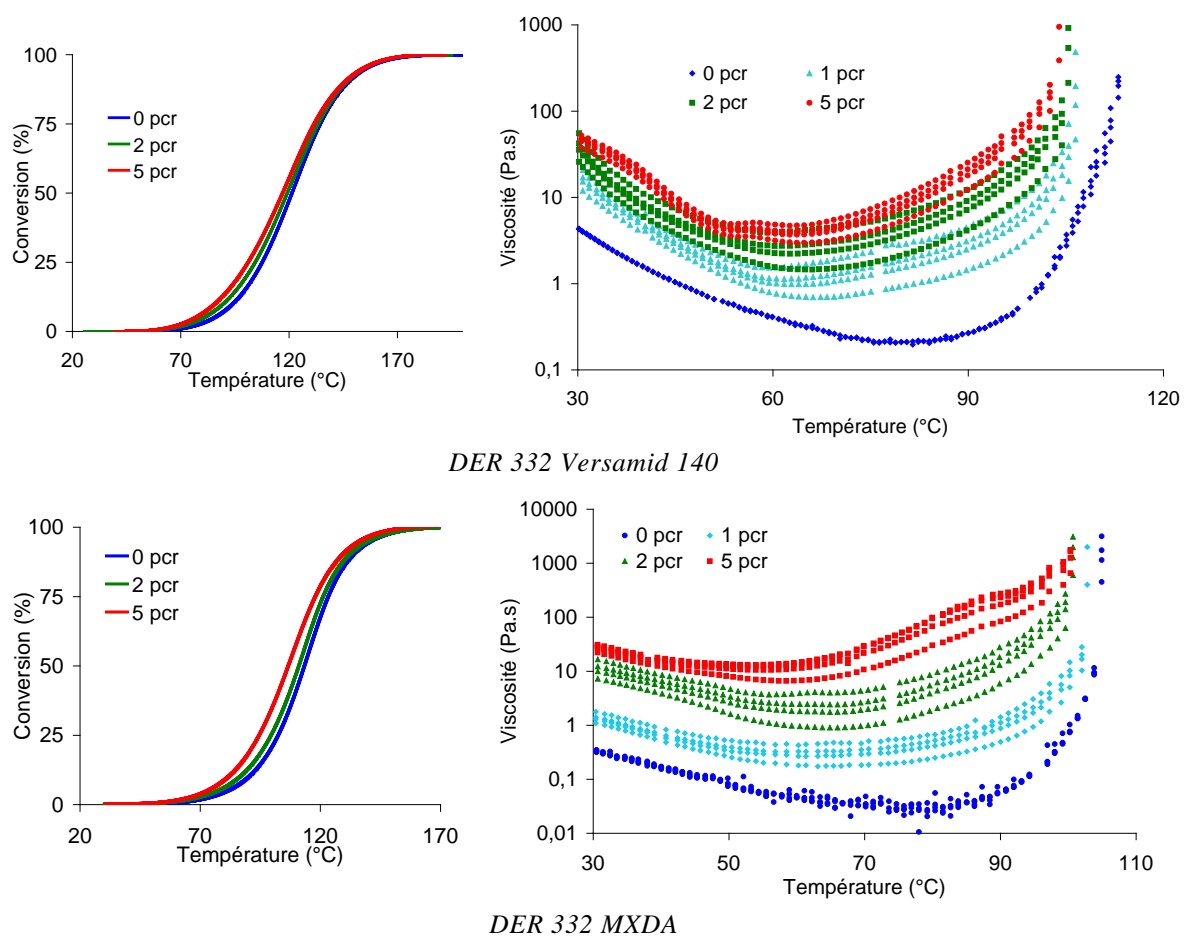 100
75
50
25
0
20
70
120
170
Conversion (%)
Température (°C)
0 pcr
2 pcr
5 pcr
1000
100
10
1
0,1
30
60
90
120
Viscosité (Pa.s)
Température (°C)
0 pcr
1 pcr
2 pcr
5 pcr
DER 332 Versamid 140
100
75
50
25
0
20
70
120
170
Conversion (%)
Température (°C)
0 pcr
2 pcr
5 pcr
10000
1000
100
10
1
0,1
0,01
30
50
70
90
110
Viscosité (Pa.s)
Température (°C)
0 pcr
1 pcr
2 pcr
5 pcr
DER 332 MXDA